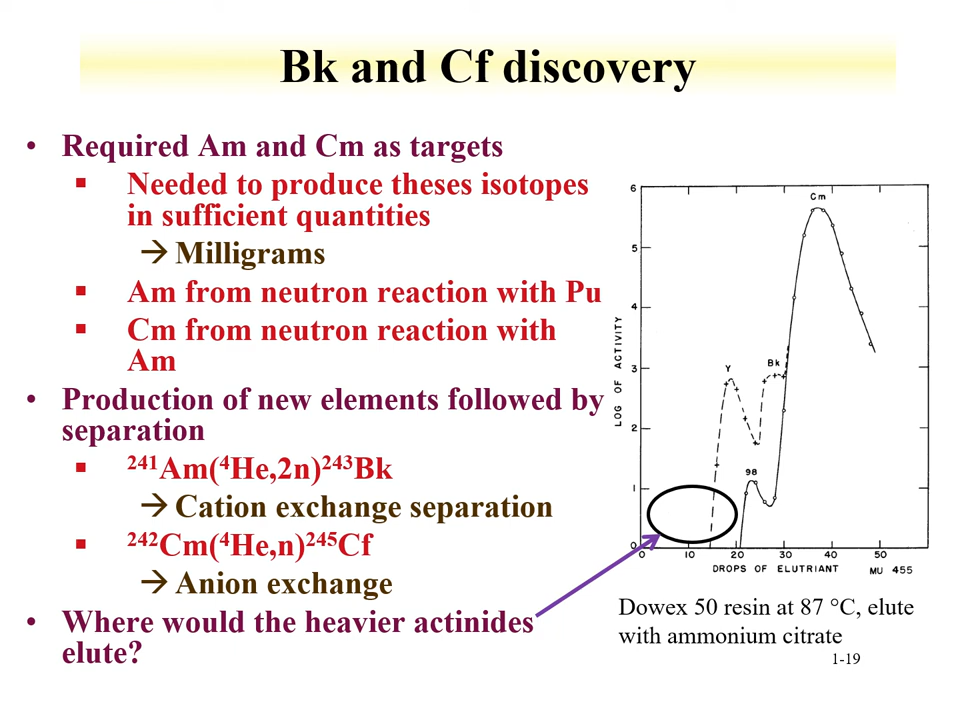 Bk and Cf discovery
• Required Am and Cm as targets
▪ Needed to produce theses isotopes
in sufficient quantities
→ Milligrams
▪ Am from neutron reaction with Pu
▪ Cm from neutron reaction with
Am
• Production of new elements followed by
separation
▪ ²⁴¹Am(⁴He,2n)²⁴³Bk
→ Cation exchange separation
▪ ²⁴²Cm(⁴He,n)²⁴⁵Cf
→ Anion exchange
• Where would the heavier actinides
elute?
LOG OF ACTIVITY
6
5
4
3
2
1
0
Cm
Y
Bk
98
0 10 20 30 40 50
DROPS OF ELUTRIANT MU 455
Dowex 50 resin at 87 °C, elute
with ammonium citrate
1-19